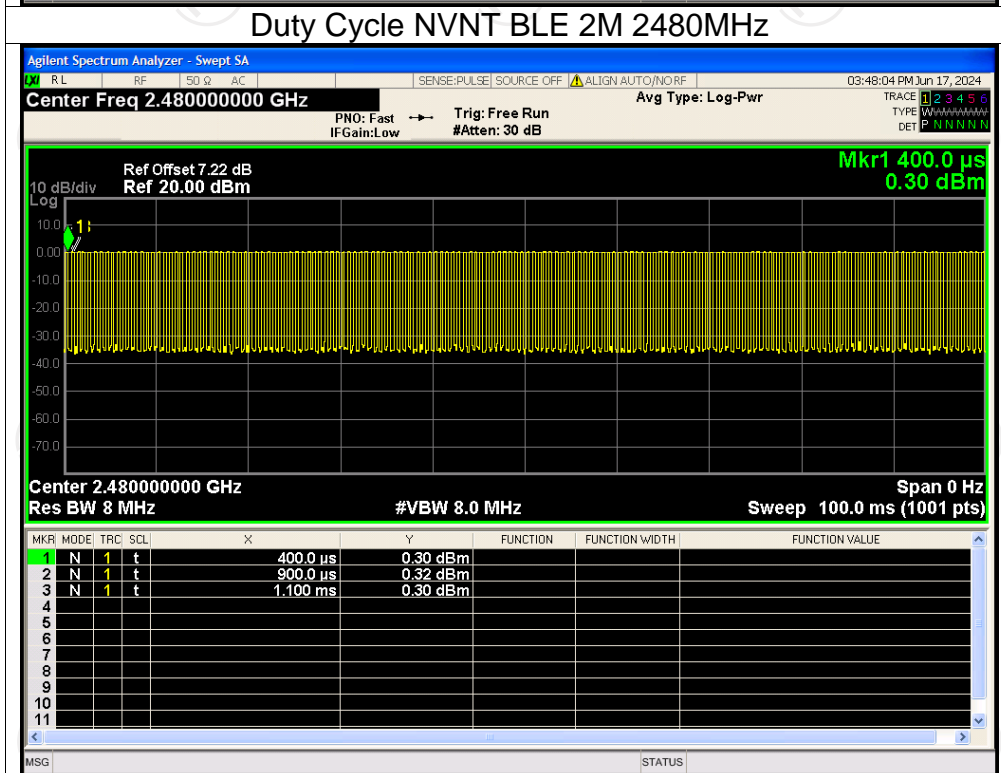 Duty Cycle NVNT BLE 2M 2480MHz
Agilent Spectrum Analyzer - Swept SA
LXI RL RF 50 Ω AC SENSE:PULSE SOURCE OFF ALIGN AUTO/NO RF 03:48:04 PM Jun 17, 2024
Center Freq 2.480000000 GHz Avg Type: Log-Pwr TRACE 1 2 3 4 5 6
PNO: Fast Trig: Free Run TYPE WWWWWW
IFGain:Low #Atten: 30 dB DET P N N N N N
Mkr1 400.0 µs
Ref Offset 7.22 dB
10 dB/div Ref 20.00 dBm 0.30 dBm
Log
10.0
1
0.00
-10.0
-20.0
-30.0
-40.0
-50.0
-60.0
-70.0
Center 2.480000000 GHz Span 0 Hz
Res BW 8 MHz #VBW 8.0 MHz Sweep 100.0 ms (1001 pts)
MKR MODE TRC SCL X Y FUNCTION FUNCTION WIDTH FUNCTION VALUE
1 N 1 t 400.0 µs 0.30 dBm
2 N 1 t 900.0 µs 0.32 dBm
3 N 1 t 1.100 ms 0.30 dBm
4
5
6
7
8
9
10
11
MSG STATUS